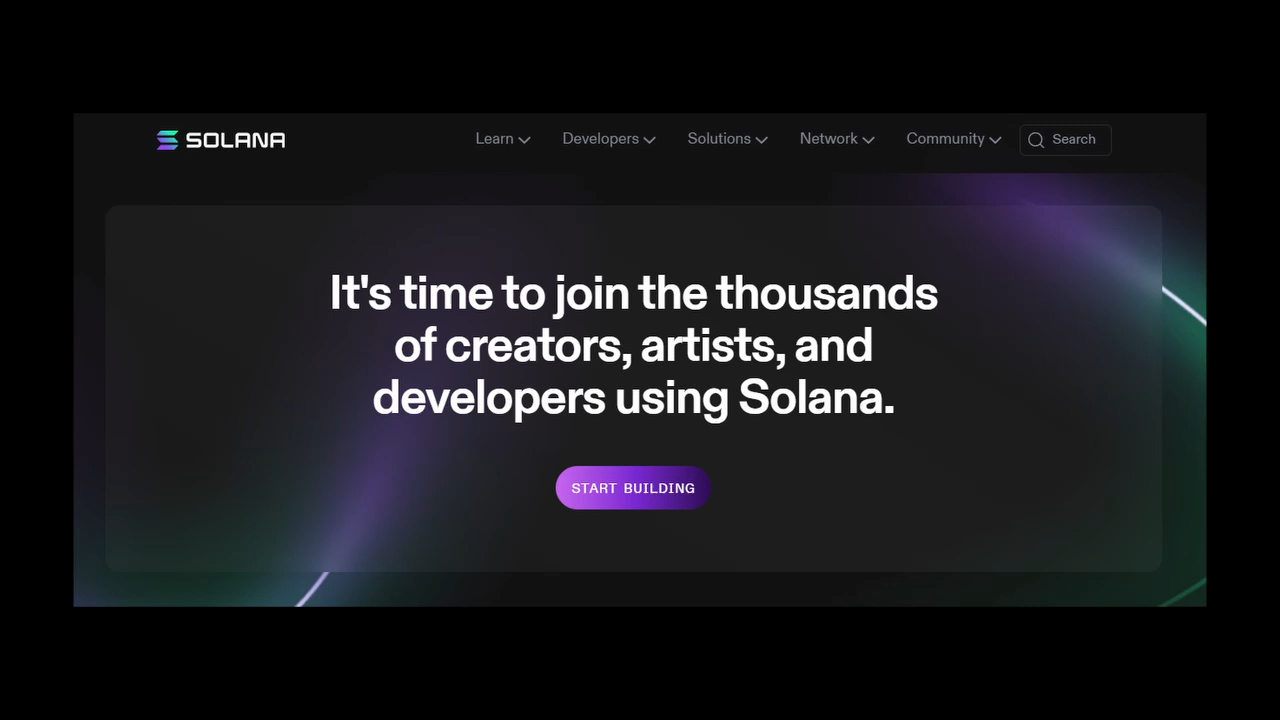 SOLANA
Learn
Developers
Solutions
Network
Community
Search
It's time to join the thousands
of creators, artists, and
developers using Solana.
START BUILDING